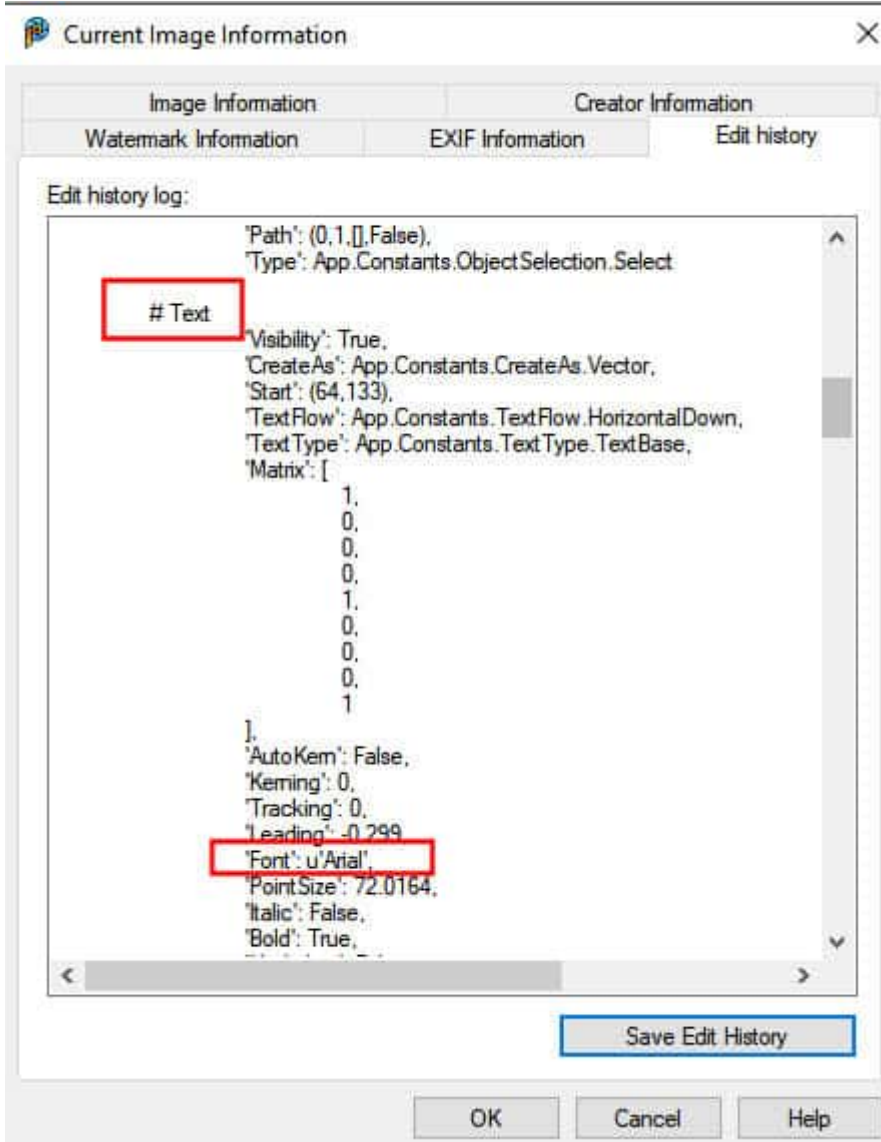 Current Image Information
Image Information
Creator Information
Watermark Information
EXIF Information
Edit history
Edit history log:
'Path': (0,1,[],False),
'Type': App.Constants.ObjectSelection.Select
# Text
'Visibility': True,
'CreateAs': App.Constants.CreateAs.Vector,
'Start': (64,133),
'TextFlow': App.Constants.TextFlow.HorizontalDown,
'TextType': App.Constants.TextType.TextBase,
'Matrix': [
1,
0,
0,
0,
1,
0,
0,
0,
1
],
'AutoKern': False,
'Kerning': 0,
'Tracking': 0,
'Leading': -0.299,
'Font': u'Arial',
'PointSize': 72.0164,
'Italic': False,
'Bold': True,
Save Edit History
OK
Cancel
Help